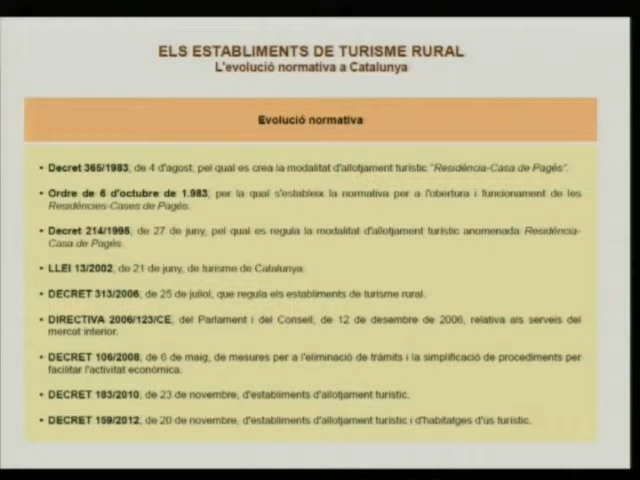 ELS ESTABLIMENTS DE TURISME RURAL
L'evolució normativa a Catalunya
Evolució normativa
• Decret 365/1983, de 4 d'agost, pel qual es crea la modalitat d'allotjament turístic "Residència-Casa de Pagès".
• Ordre de 6 d'octubre de 1.983, per la qual s'estableix la normativa per a l'obertura i funcionament de les
Residències-Cases de Pagès.
• Decret 214/1995, de 27 de juny, pel qual es regula la modalitat d'allotjament turístic anomenada Residència-
Casa de Pagès.
• LLEI 13/2002, de 21 de juny, de turisme de Catalunya.
• DECRET 313/2006, de 25 de juliol, que regula els establiments de turisme rural.
• DIRECTIVA 2006/123/CE, del Parlament i del Consell, de 12 de desembre de 2006, relativa als serveis del
mercat interior.
• DECRET 106/2008, de 6 de maig, de mesures per a l'eliminació de tràmits i la simplificació de procediments per
facilitar l'activitat econòmica.
• DECRET 183/2010, de 23 de novembre, d'establiments d'allotjament turístic.
• DECRET 159/2012, de 20 de novembre, d'establiments d'allotjament turístic i d'habitatges d'ús turístic.